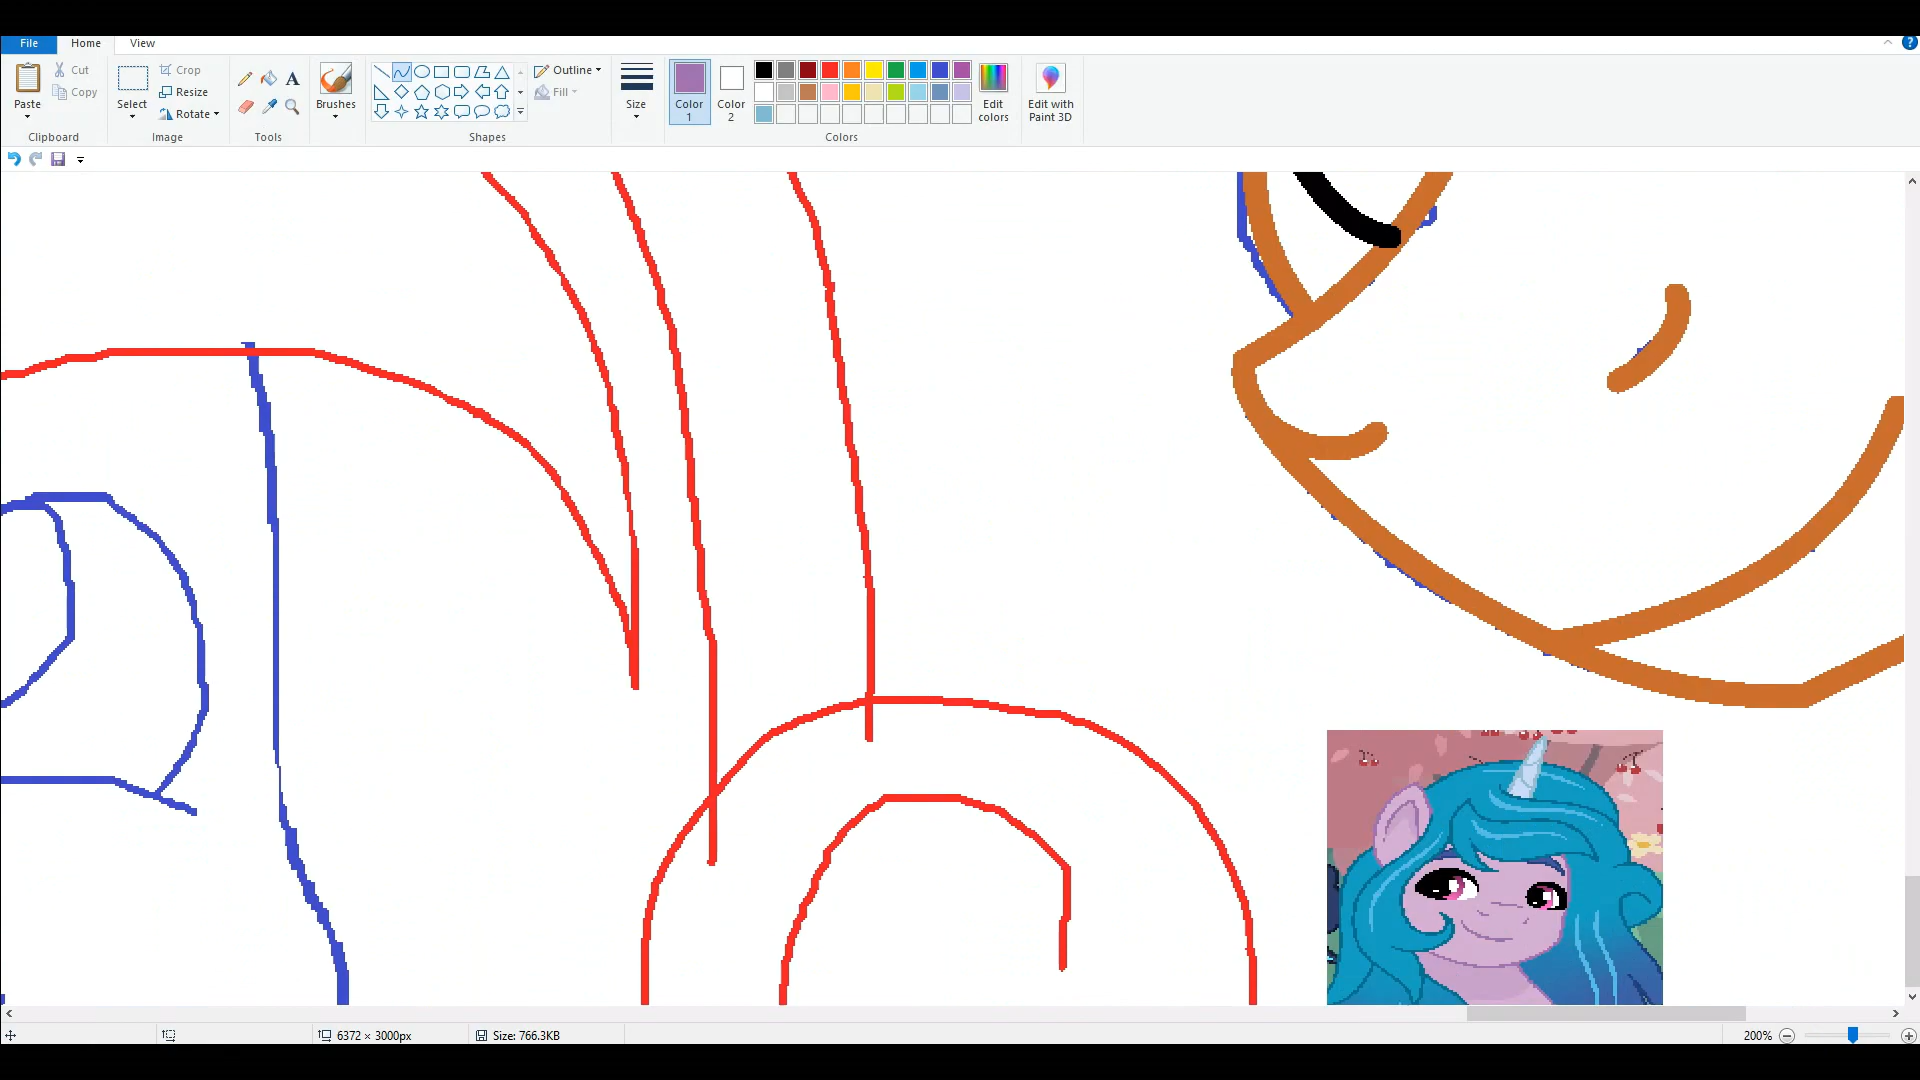 File Home View
Paste Cut Copy
Clipboard
Select Crop Resize Rotate
Image
A
Tools
Brushes
Shapes
Outline Fill
Size
Color 1
Color 2
Edit colors
Colors
Edit with Paint 3D
?
6372 × 3000px
Size: 766.3KB
200%